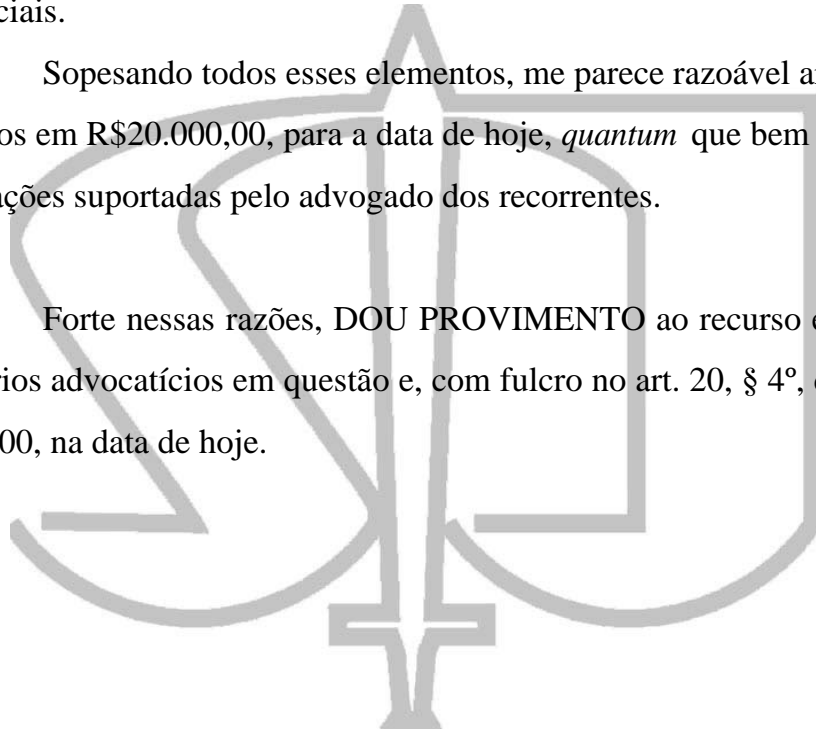 ciais.
Sopesando todos esses elementos, me parece razoável
os em R$20.000,00, para a data de hoje, quantum que bem
ações suportadas pelo advogado dos recorrentes.
Forte nessas razões, DOU PROVIMENTO ao recurso
rios advocatícios em questão e, com fulcro no art. 20, § 4º,
00, na data de hoje.